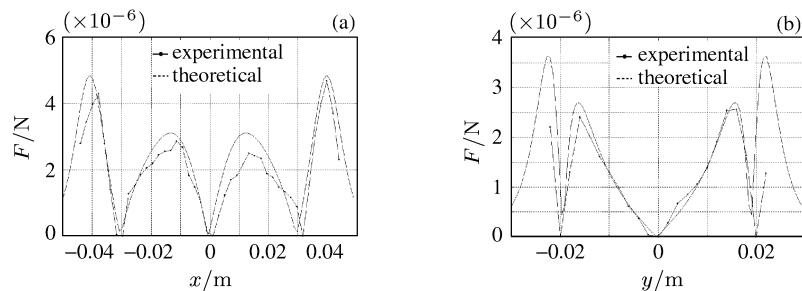 (×10⁻⁶) (a)
6
4
2
0
F/N
experimental
theoretical
−0.04 −0.02 0 0.02 0.04
x/m
(×10⁻⁶) (b)
4
3
2
1
0
F/N
experimental
theoretical
−0.02 0 0.02
y/m